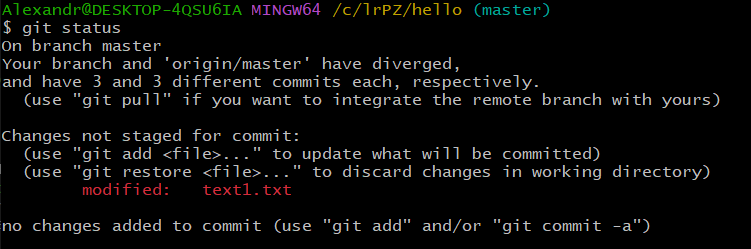 Alexandr@DESKTOP-4QSU6IA MINGW64 /c/lrPZ/hello (master)
$ git status
On branch master
Your branch and 'origin/master' have diverged,
and have 3 and 3 different commits each, respectively.
  (use "git pull" if you want to integrate the remote branch with yours)

Changes not staged for commit:
  (use "git add <file>..." to update what will be committed)
  (use "git restore <file>..." to discard changes in working directory)
        modified:   text1.txt

no changes added to commit (use "git add" and/or "git commit -a")